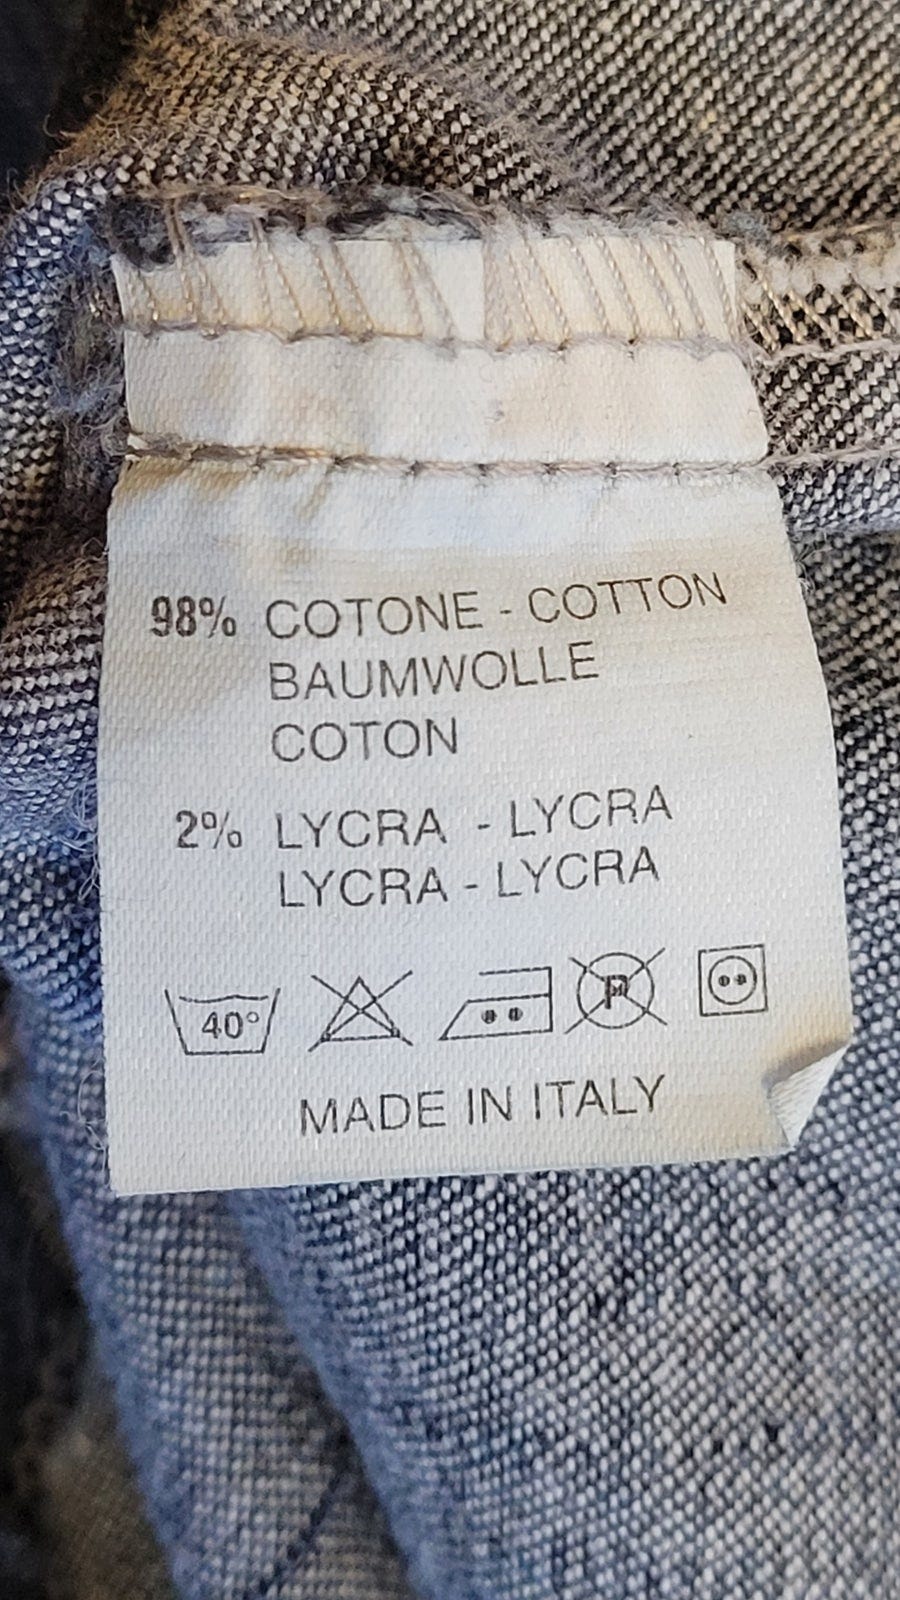 98% COTONE - COTTON
BAUMWOLLE
COTON
2% LYCRA - LYCRA
LYCRA - LYCRA
40° P
MADE IN ITALY